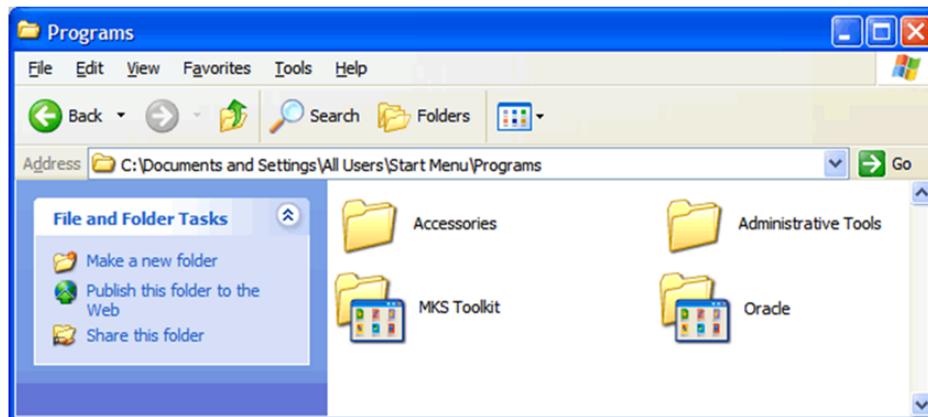 Programs
File Edit View Favorites Tools Help
Back Search Folders
Address C:\Documents and Settings\All Users\Start Menu\Programs Go
File and Folder Tasks
Make a new folder
Publish this folder to the
Web
Share this folder
Accessories
Administrative Tools
MKS Toolkit
Oracle